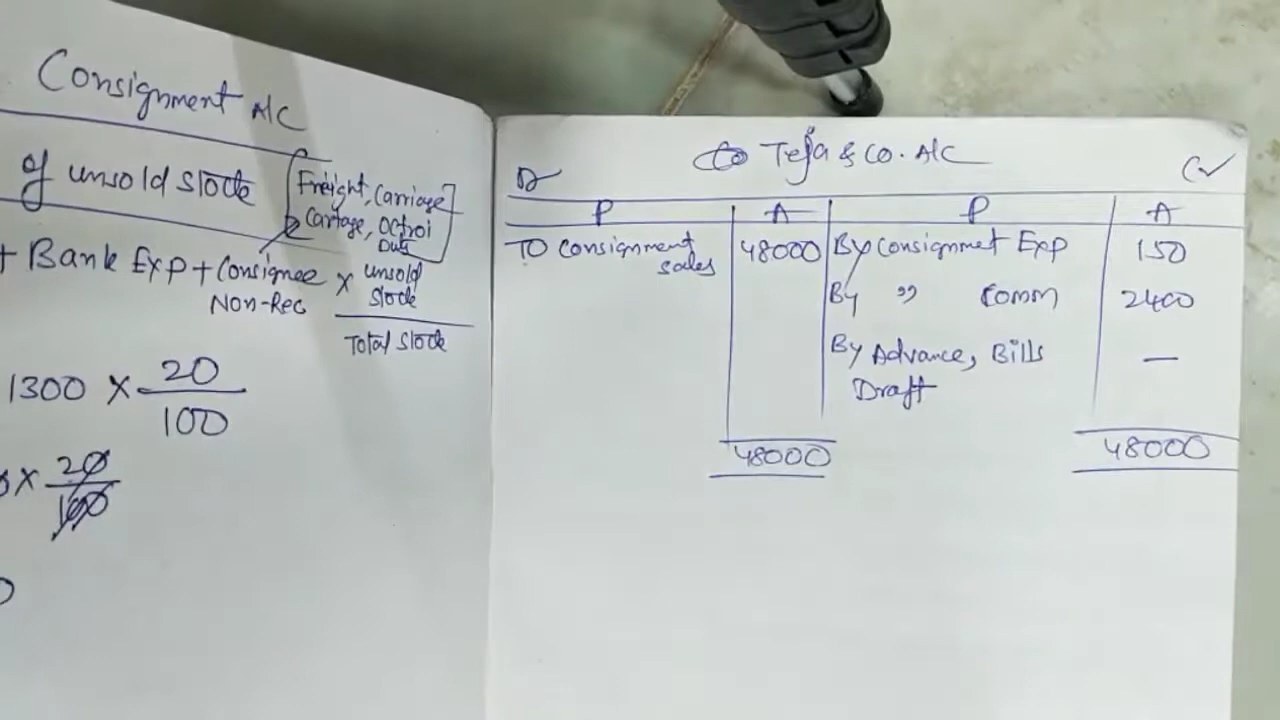 Consignment A/C
of unsold stock
Freight, Carriage
Cartage, Octroi
Duty
+ Bank Exp + Consignee × unsold stock
Non-Rec
Total stock
1300 × 20
100
× 20
100
Teja & Co. A/C
Dr
Cr
P A P A
To Consignment sales 48000 By Consignmet Exp 150
By " Comm 2400
By Advance, Bills —
Draft
48000 48000